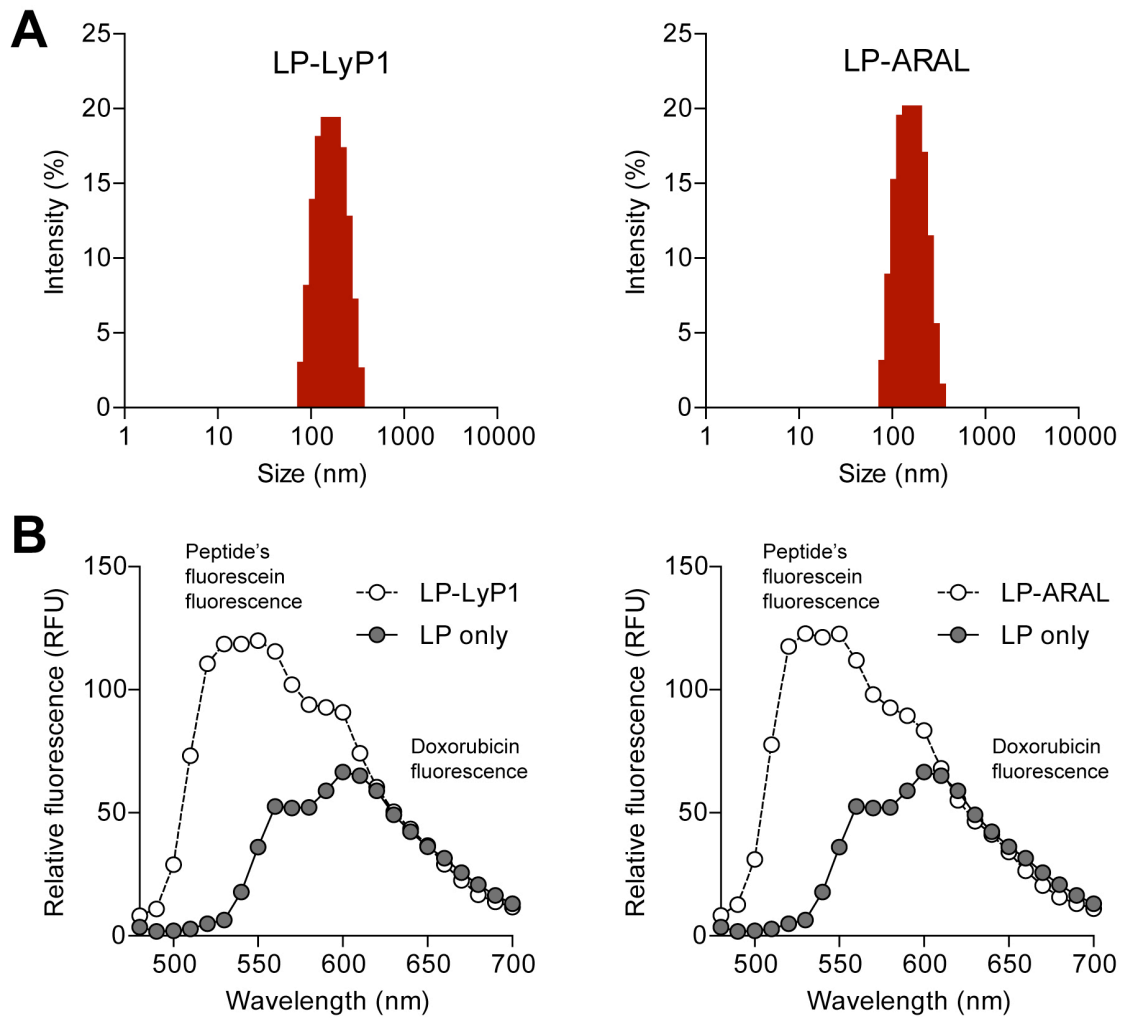 A
LP-LyP1
25
20
15
10
5
0
Intensity (%)
1 10 100 1000 10000
Size (nm)
LP-ARAL
25
20
15
10
5
0
Intensity (%)
1 10 100 1000 10000
Size (nm)
B
Peptide's
fluorescein
fluorescence
LP-LyP1
LP only
Doxorubicin
fluorescence
150
100
50
0
Relative fluorescence (RFU)
500 550 600 650 700
Wavelength (nm)
Peptide's
fluorescein
fluorescence
LP-ARAL
LP only
Doxorubicin
fluorescence
150
100
50
0
Relative fluorescence (RFU)
500 550 600 650 700
Wavelength (nm)